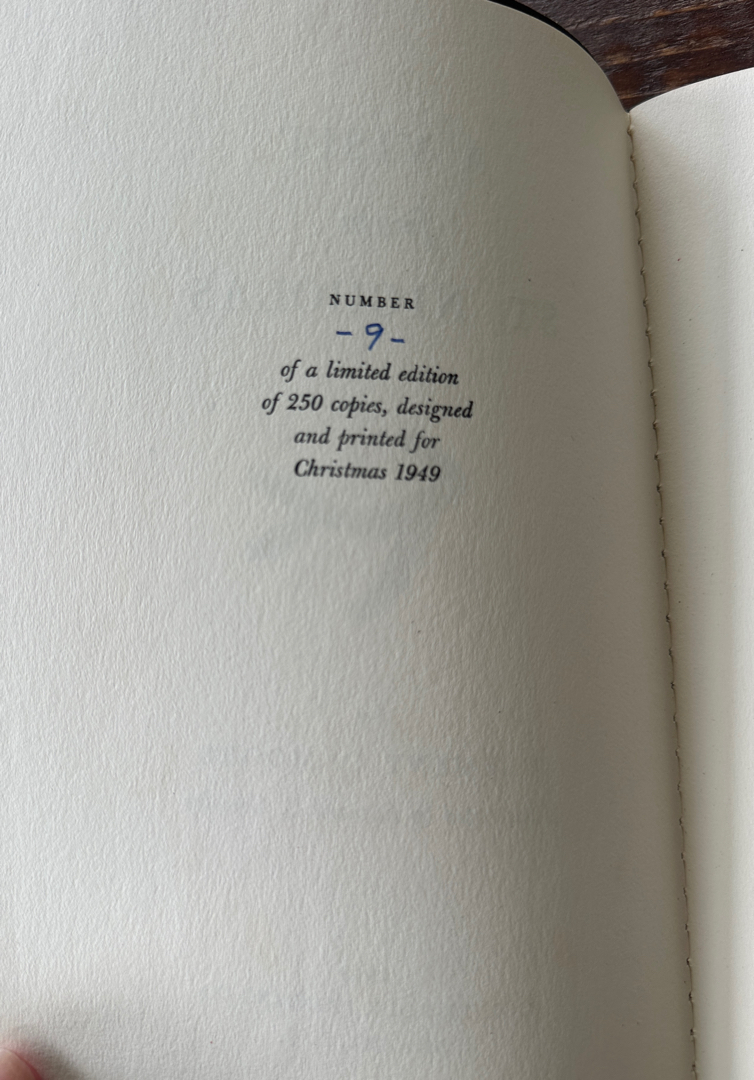 NUMBER
- 9 -
of a limited edition
of 250 copies, designed
and printed for
Christmas 1949